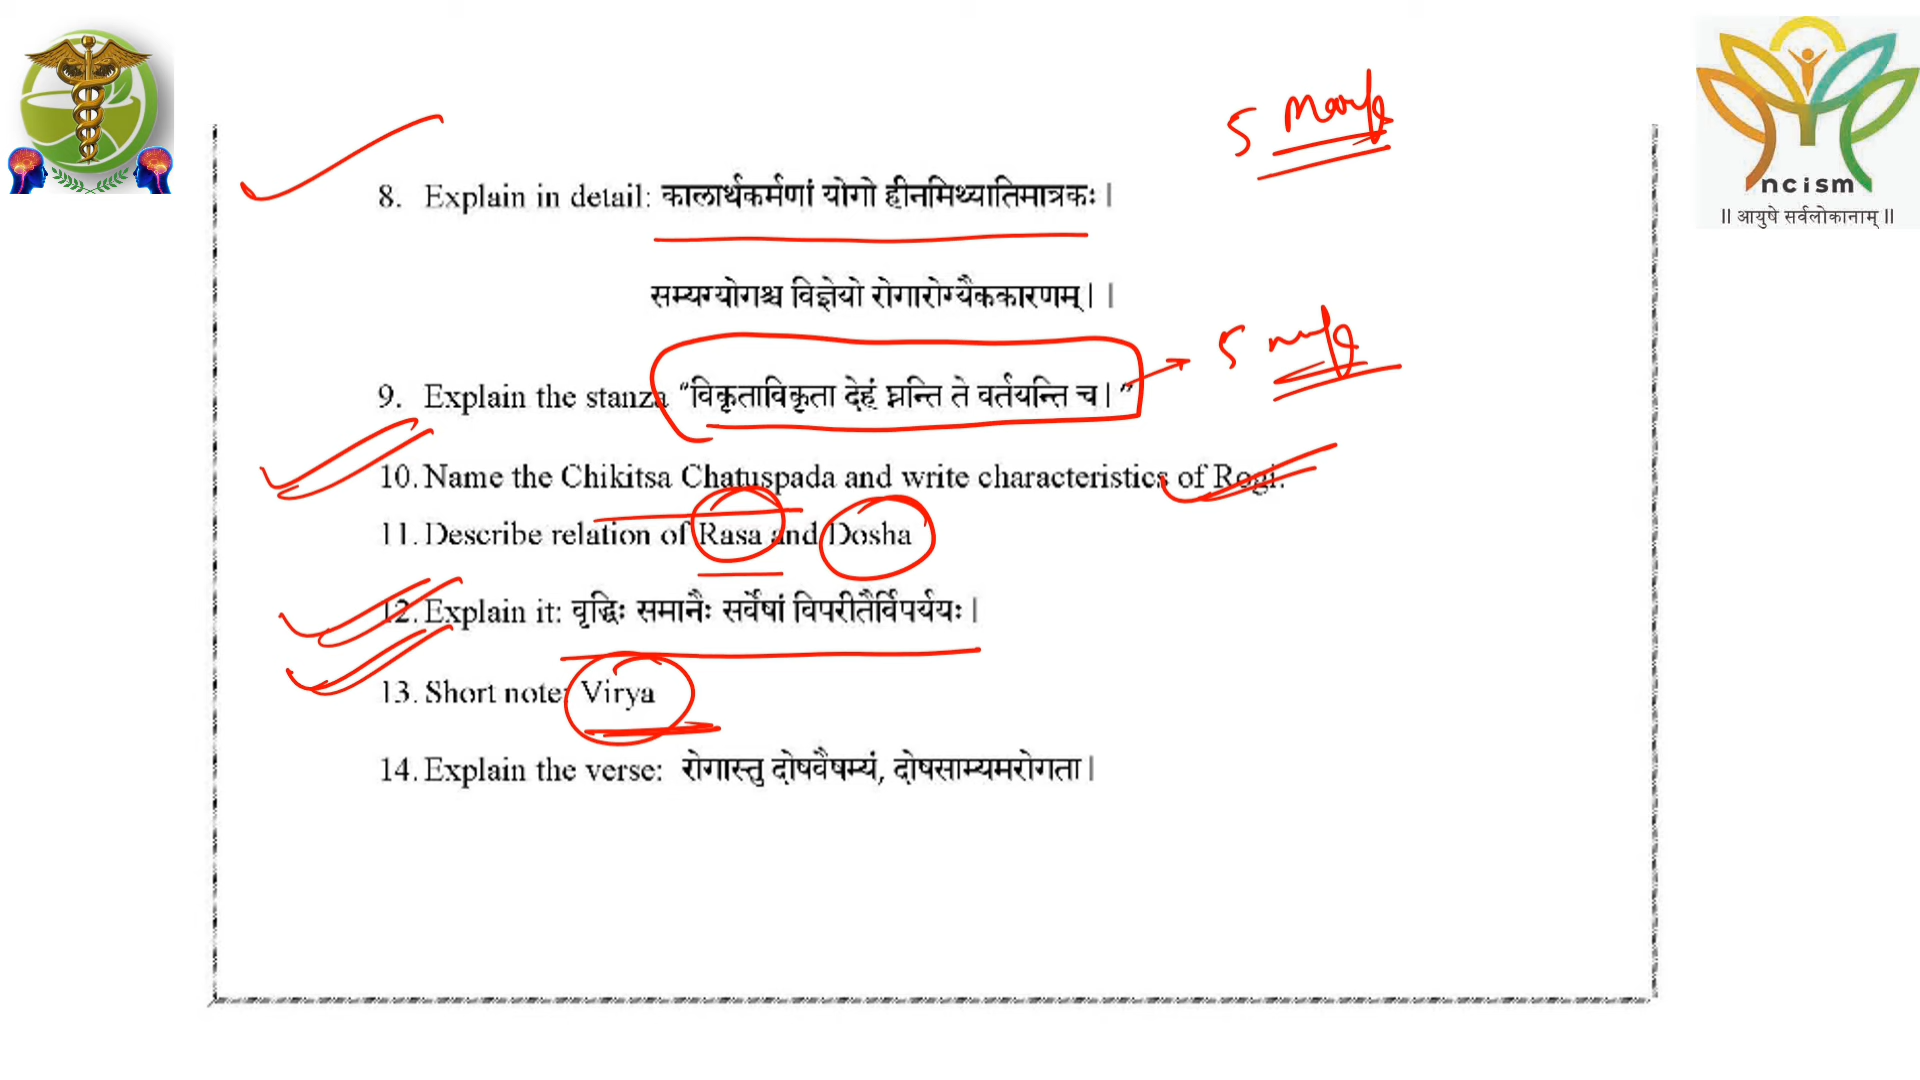 5 Marks
ncism
॥ आयुषे सर्वलोकानाम् ॥
8. Explain in detail: कालार्थकर्मणां योगो हीनमिथ्यातिमात्रकः।
सम्यग्योगश्च विज्ञेयो रोगारोग्यैककारणम्।।
5 marks
9. Explain the stanza “विकृताविकृता देहं घ्नन्ति ते वर्तयन्ति च।”
10. Name the Chikitsa Chatuspada and write characteristics of Rogi.
11. Describe relation of Rasa and Dosha
12. Explain it: वृद्धिः समानैः सर्वेषां विपरीतैर्विपर्ययः।
13. Short note: Virya
14. Explain the verse: रोगास्तु दोषवैषम्यं, दोषसाम्यमरोगता।